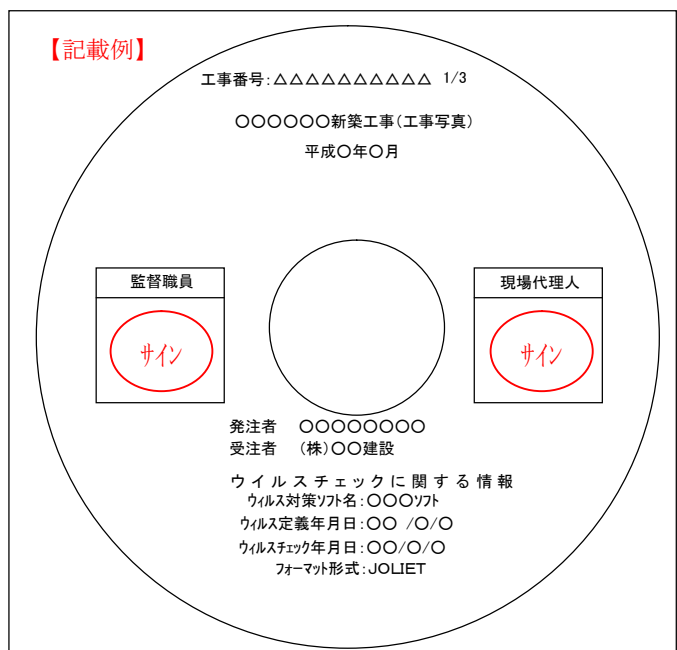 【記載例】
工事番号:△△△△△△△△△△ 1/3
○○○○○○新築工事(工事写真)
平成○年○月
監督職員
現場代理人
サイン
サイン
発注者 ○○○○○○○○
受注者 (株)○○建設
ウイルスチェックに関する情報
ウィルス対策ソフト名:○○○ソフト
ウィルス定義年月日:○○ /○/○
ウィルスチェック年月日:○○/○/○
フォーマット形式:JOLIET